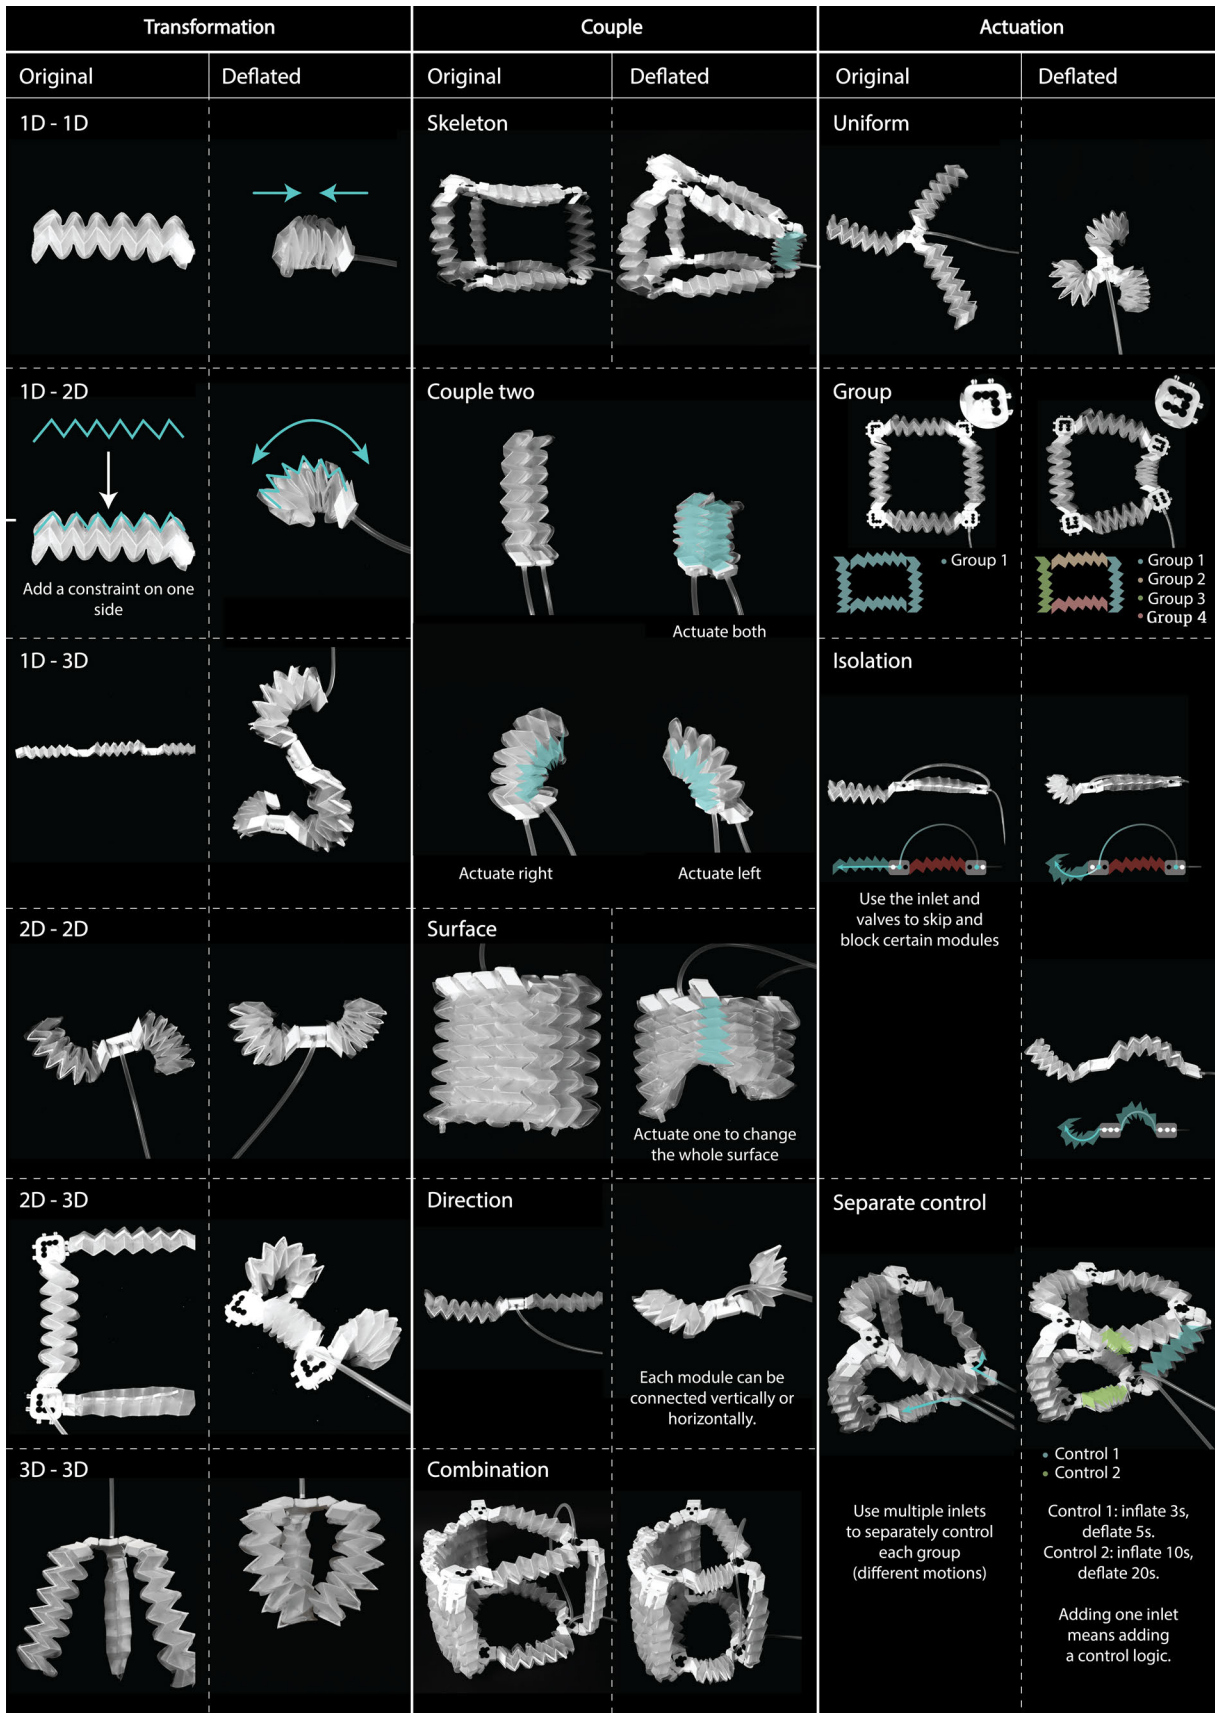 Transformation
Couple
Actuation
Original
Deflated
Original
Deflated
Original
Deflated
1D - 1D
Skeleton
Uniform
1D - 2D
Add a constraint on one
side
Couple two
Actuate both
Group
Group 1
Group 1
Group 2
Group 3
Group 4
1D - 3D
Actuate right
Actuate left
Isolation
Use the inlet and
valves to skip and
block certain modules
2D - 2D
Surface
Actuate one to change
the whole surface
2D - 3D
Direction
Each module can be
connected vertically or
horizontally.
Separate control
Control 1
Control 2
Use multiple inlets
to separately control
each group
(different motions)
Control 1: inflate 3s,
deflate 5s.
Control 2: inflate 10s,
deflate 20s.
Adding one inlet
means adding
a control logic.
3D - 3D
Combination